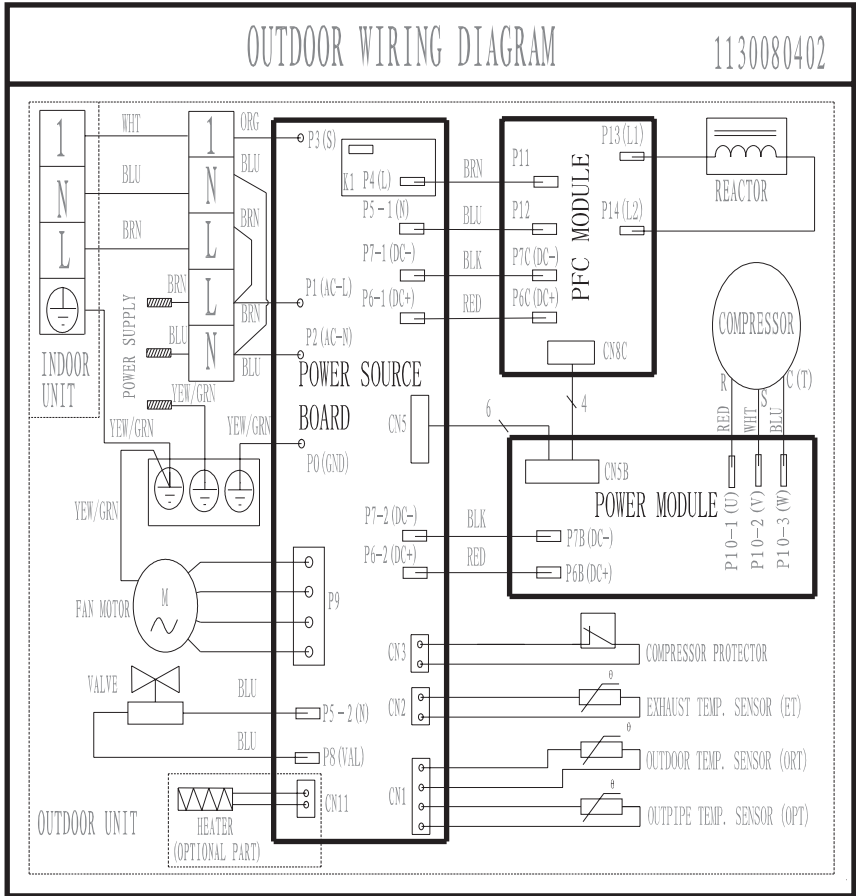 OUTDOOR WIRING DIAGRAM
1130080402
1
N
L
INDOOR
UNIT
WHT
BLU
BRN
1
N
L
L
N
ORG
BLU
BRN
BRN
BLU
POWER SUPPLY
BRN
BLU
YEW/GRN
YEW/GRN
YEW/GRN
YEW/GRN
P3(S)
K1
P4(L)
P5-1(N)
P7-1(DC-)
P6-1(DC+)
P1(AC-L)
P2(AC-N)
POWER SOURCE
BOARD
CN5
P0(GND)
P7-2(DC-)
P6-2(DC+)
P9
CN3
CN2
CN1
P5-2(N)
P8(VAL)
CN11
BRN
BLU
BLK
RED
P11
P12
P7C(DC-)
P6C(DC+)
PFC MODULE
P13(L1)
P14(L2)
CN8C
REACTOR
COMPRESSOR
R
S
C(T)
RED
WHT
BLU
6
4
CN5B
POWER MODULE
P10-1(U)
P10-2(V)
P10-3(W)
BLK
RED
P7B(DC-)
P6B(DC+)
M
FAN MOTOR
VALVE
BLU
BLU
HEATER
(OPTIONAL PART)
OUTDOOR UNIT
COMPRESSOR PROTECTOR
θ
EXHAUST TEMP. SENSOR (ET)
θ
OUTDOOR TEMP. SENSOR (ORT)
θ
OUTPIPE TEMP. SENSOR (OPT)